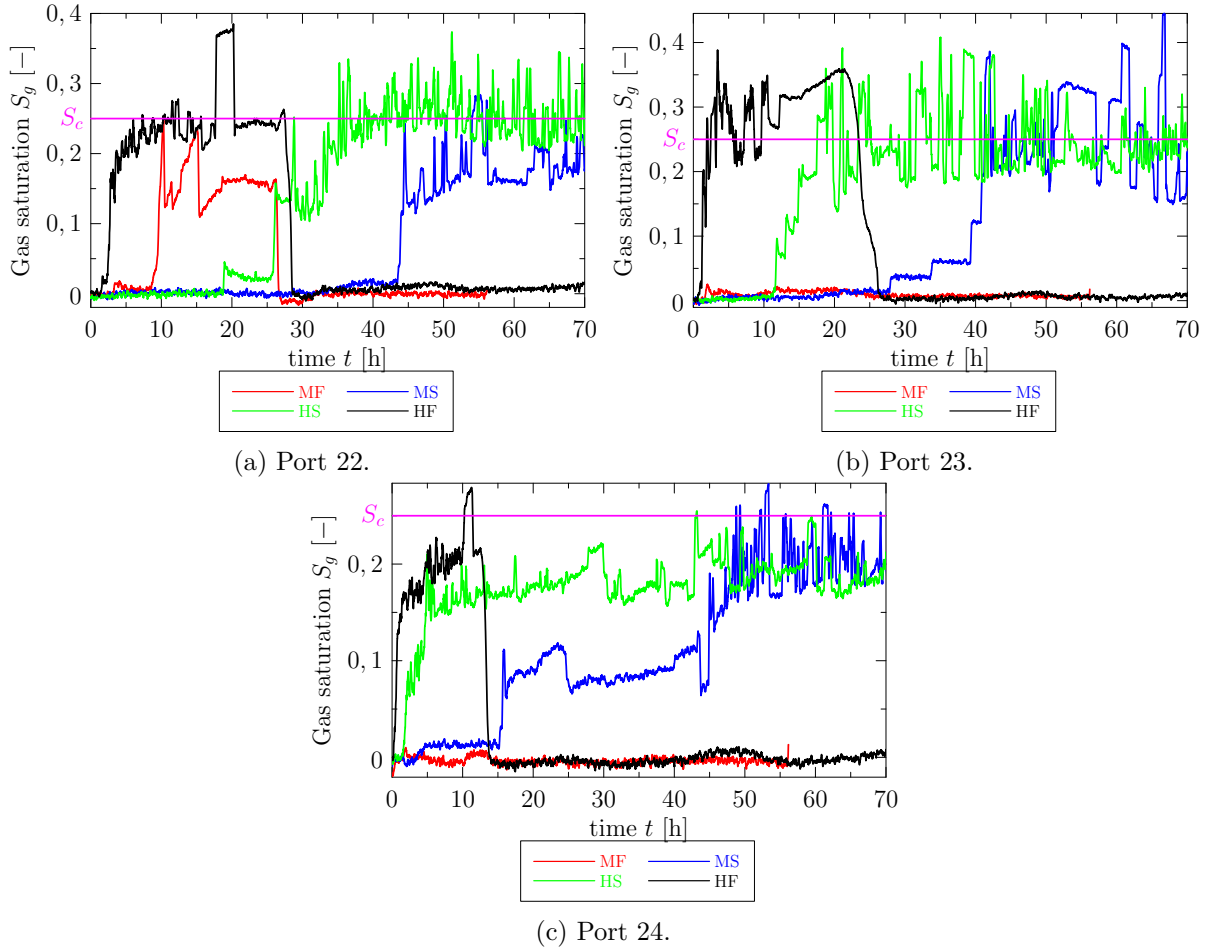 0, 4
0, 3
0, 2
0, 1
0
S_c
Gas saturation S_g [−]
0 10 20 30 40 50 60 70
time t [h]
MF MS
HS HF
(a) Port 22.
0, 4
0, 3
0, 2
0, 1
0
S_c
Gas saturation S_g [−]
0 10 20 30 40 50 60 70
time t [h]
MF MS
HS HF
(b) Port 23.
0, 2
0, 1
0
S_c
Gas saturation S_g [−]
0 10 20 30 40 50 60 70
time t [h]
MF MS
HS HF
(c) Port 24.